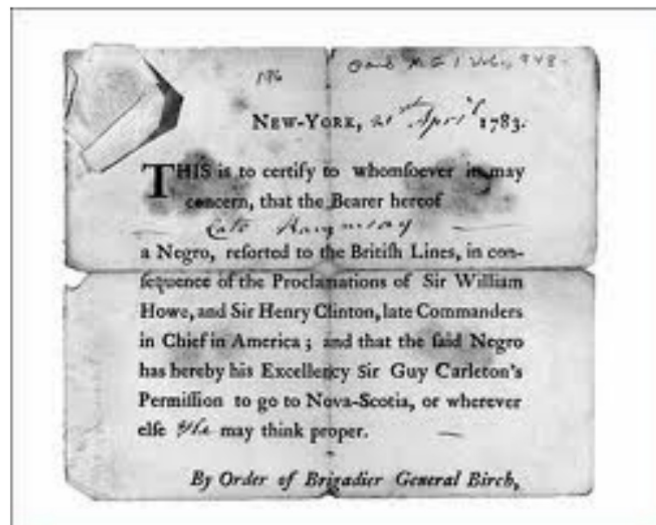 176
NEW-YORK, 21st April 1783.
THIS is to certify to whomſoever it may
concern, that the Bearer hereof
Cato Ramsay
a Negro, reſorted to the Britiſh Lines, in con-
ſequence of the Proclamations of Sir William
Howe, and Sir Henry Clinton, late Commanders
in Chief in America; and that the ſaid Negro
has hereby his Excellency Sir Guy Carleton's
Permiſſion to go to Nova-Scotia, or wherever
elſe he may think proper.
By Order of Brigadier General Birch,